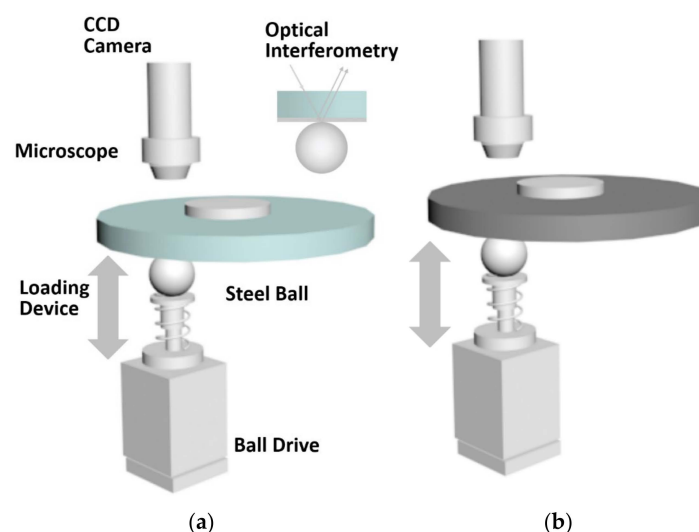 CCD
Camera
Optical
Interferometry
Microscope
Loading
Device
Steel Ball
Ball Drive
(a)
(b)